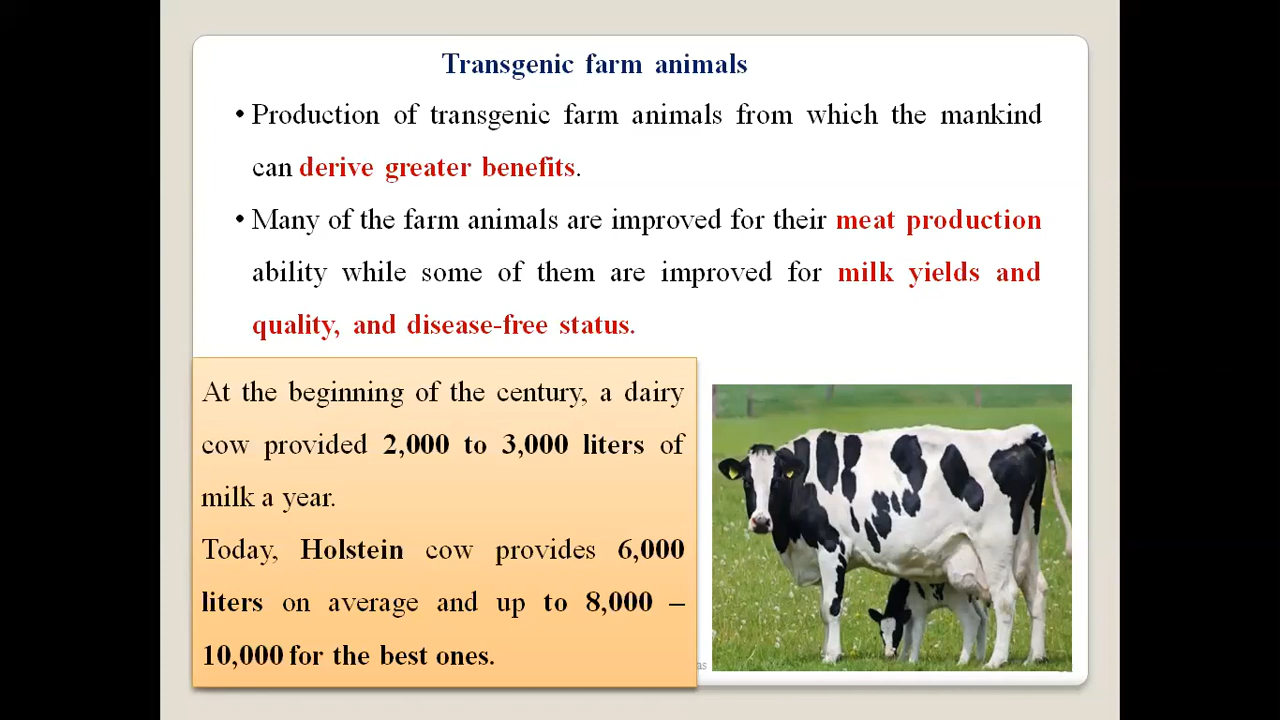 Transgenic farm animals
• Production of transgenic farm animals from which the mankind
can derive greater benefits.
• Many of the farm animals are improved for their meat production
ability while some of them are improved for milk yields and
quality, and disease-free status.
At the beginning of the century, a dairy
cow provided 2,000 to 3,000 liters of
milk a year.
Today, Holstein cow provides 6,000
liters on average and up to 8,000 –
10,000 for the best ones.
as